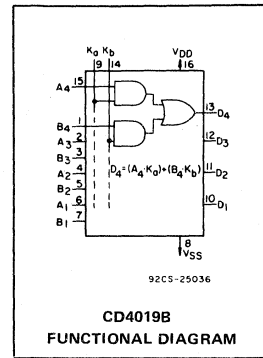 Ka Kb VDD
9 14 16
15
A4
13
D4
1
B4
2
A3
12
D3
3
B3
4
A2
D4=(A4·Ka)+(B4·Kb)
11
D2
5
B2
6
A1
10
D1
7
B1
8
VSS
92CS-25036
CD4019B
FUNCTIONAL DIAGRAM